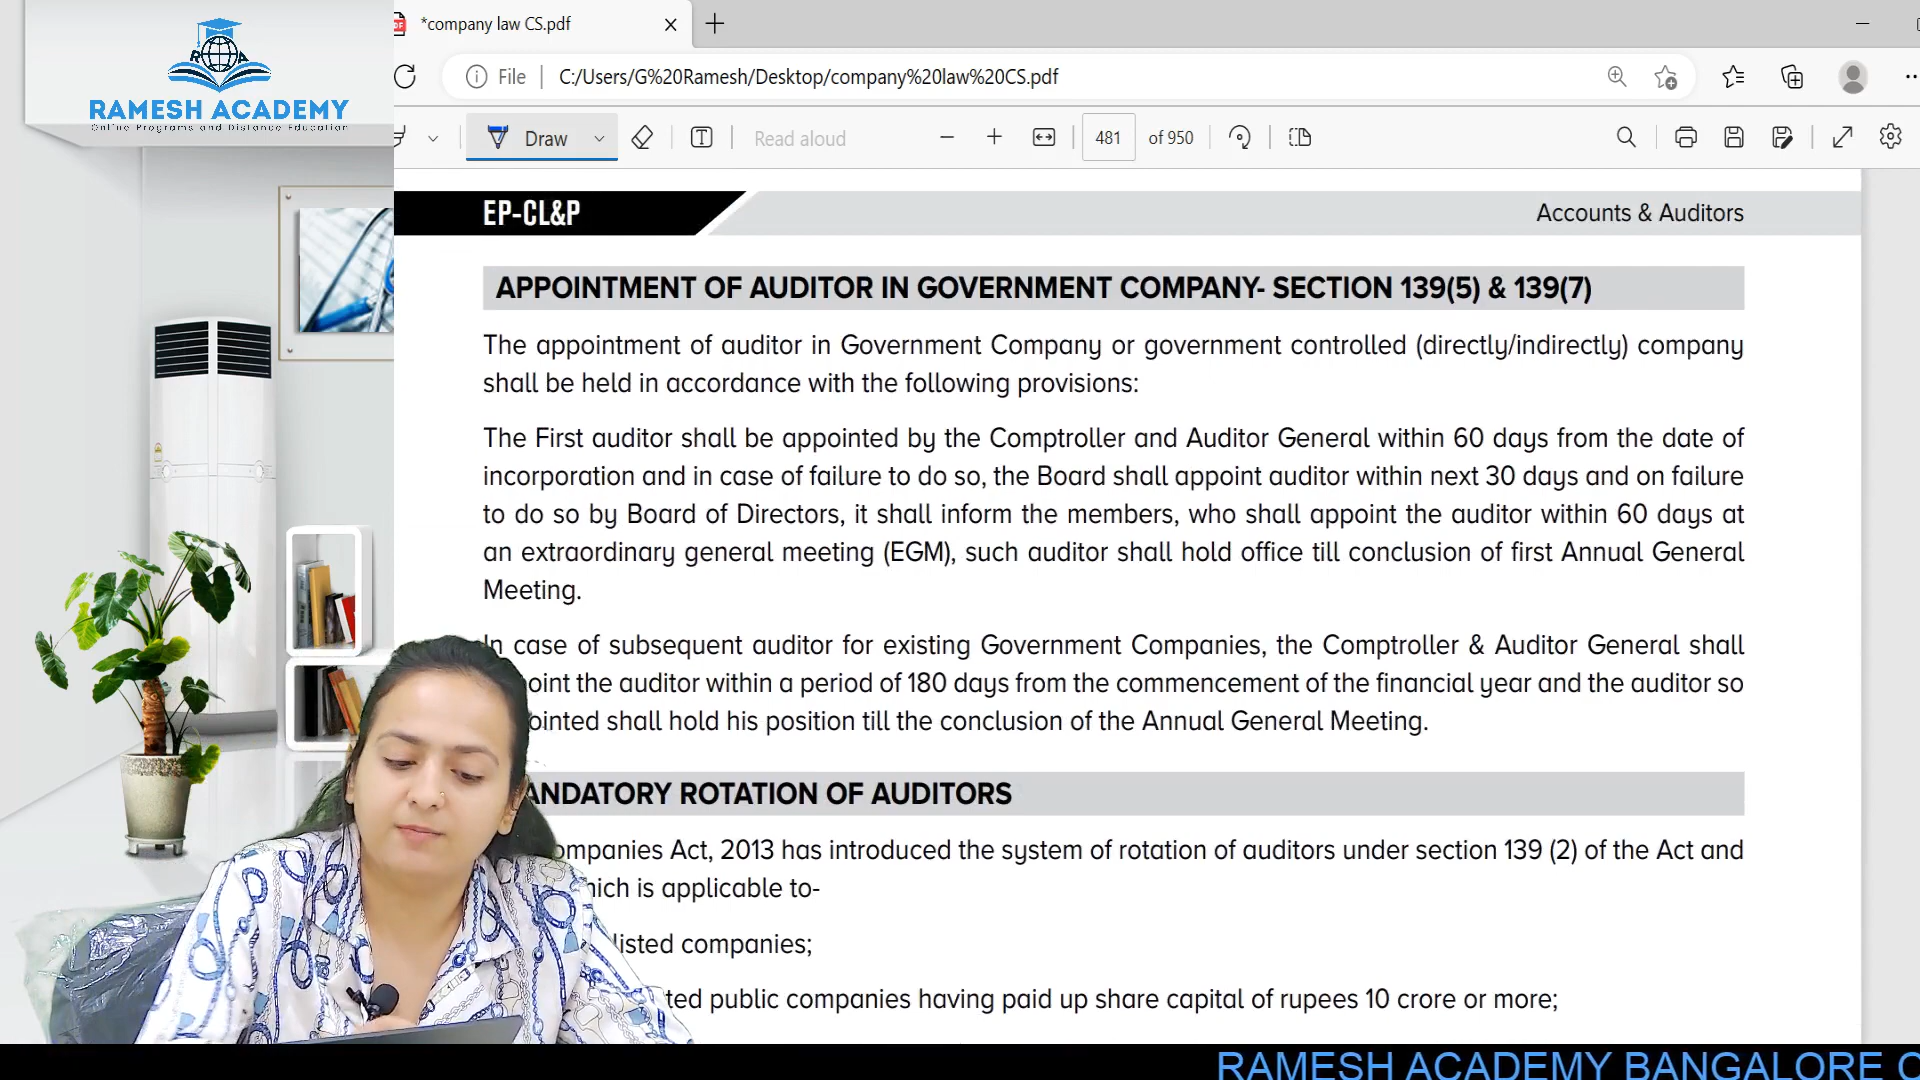 *company law CS.pdf
RAMESH ACADEMY
Online Programs and Distance Education
File
C:/Users/G%20Ramesh/Desktop/company%20law%20CS.pdf
Draw
Read aloud
481 of 950
EP-CL&P
Accounts & Auditors
APPOINTMENT OF AUDITOR IN GOVERNMENT COMPANY- SECTION 139(5) & 139(7)
The appointment of auditor in Government Company or government controlled (directly/indirectly) company
shall be held in accordance with the following provisions:
The First auditor shall be appointed by the Comptroller and Auditor General within 60 days from the date of
incorporation and in case of failure to do so, the Board shall appoint auditor within next 30 days and on failure
to do so by Board of Directors, it shall inform the members, who shall appoint the auditor within 60 days at
an extraordinary general meeting (EGM), such auditor shall hold office till conclusion of first Annual General
Meeting.
In case of subsequent auditor for existing Government Companies, the Comptroller & Auditor General shall
the auditor within a period of 180 days from the commencement of the financial year and the auditor so
shall hold his position till the conclusion of the Annual General Meeting.
ANDATORY ROTATION OF AUDITORS
ompanies Act, 2013 has introduced the system of rotation of auditors under section 139 (2) of the Act and
hich is applicable to-
listed companies;
ted public companies having paid up share capital of rupees 10 crore or more;
RAMESH ACADEMY BANGALORE